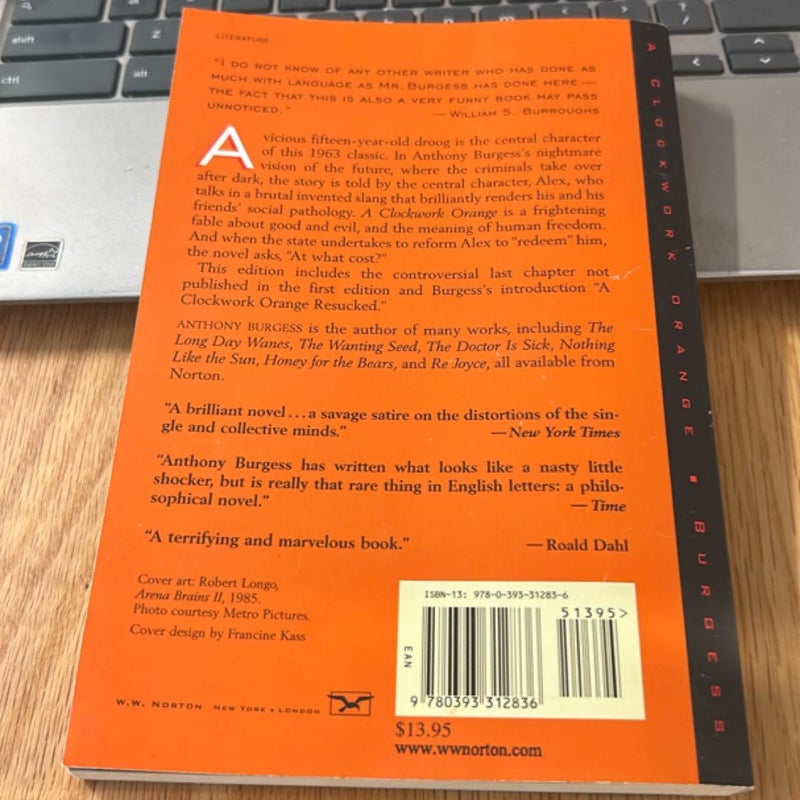 shift
ctrl
Z
alt
?
/
LITERATURE
"I DO NOT KNOW OF ANY OTHER WRITER WHO HAS DONE AS
MUCH WITH LANGUAGE AS MR. BURGESS HAS DONE HERE—
THE FACT THAT THIS IS ALSO A VERY FUNNY BOOK MAY PASS
UNNOTICED." —WILLIAM S. BURROUGHS
A vicious fifteen-year-old droog is the central character
of this 1963 classic. In Anthony Burgess's nightmare
vision of the future, where the criminals take over
after dark, the story is told by the central character, Alex, who
talks in a brutal invented slang that brilliantly renders his and his
friends' social pathology. A Clockwork Orange is a frightening
fable about good and evil, and the meaning of human freedom.
And when the state undertakes to reform Alex to "redeem" him,
the novel asks, "At what cost?"
This edition includes the controversial last chapter not
published in the first edition and Burgess's introduction "A
Clockwork Orange Resucked."
ANTHONY BURGESS is the author of many works, including The
Long Day Wanes, The Wanting Seed, The Doctor Is Sick, Nothing
Like the Sun, Honey for the Bears, and Re Joyce, all available from
Norton.
"A brilliant novel...a savage satire on the distortions of the sin-
gle and collective minds." —New York Times
"Anthony Burgess has written what looks like a nasty little
shocker, but is really that rare thing in English letters: a philo-
sophical novel." —Time
"A terrifying and marvelous book." —Roald Dahl
Cover art: Robert Longo,
Arena Brains II, 1985.
Photo courtesy Metro Pictures.
Cover design by Francine Kass
W.W. NORTON NEW YORK • LONDON
ISBN-13: 978-0-393-31283-6
51395>
EAN
9 780393 312836
$13.95
www.wwnorton.com
A CLOCKWORK ORANGE ▪ BURGESS